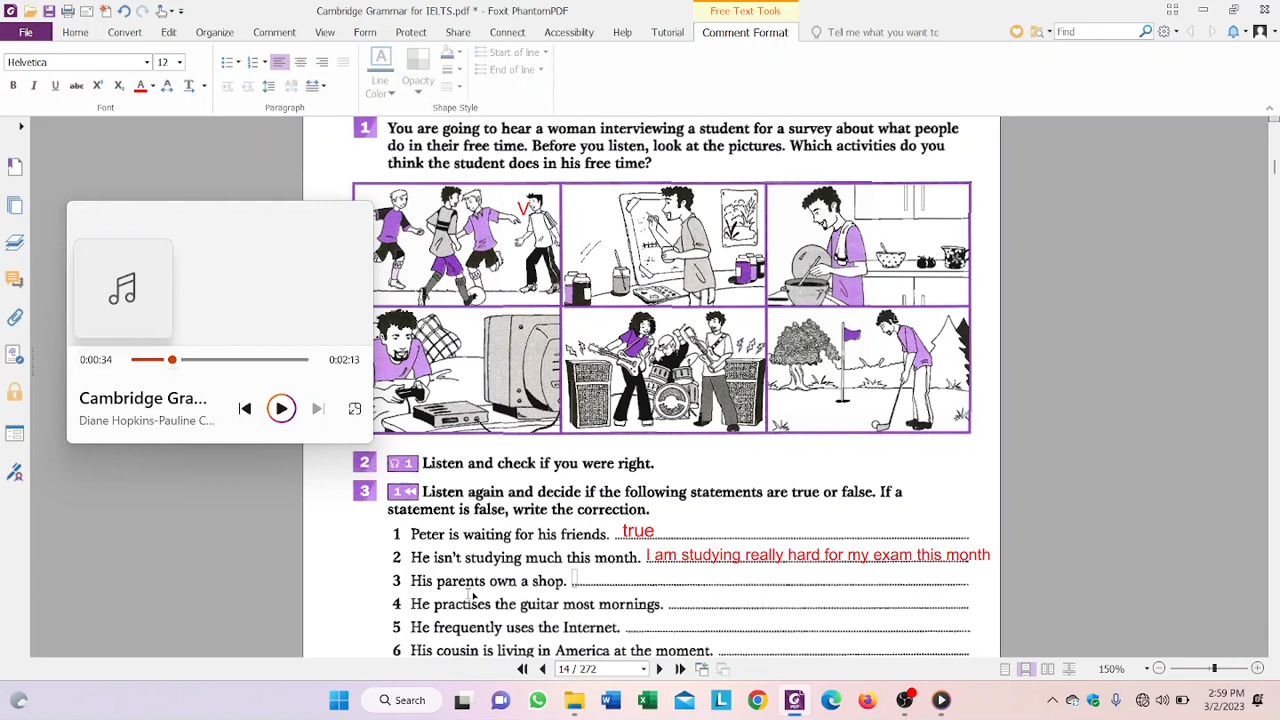 Cambridge Grammar for IELTS.pdf * - Foxit PhantomPDF
Free Text Tools
File Home Convert Edit Organize Comment View Form Protect Share Connect Accessibility Help Tutorial Comment Format Tell me what you want to Find
Helvetica 12
Start of line
End of line
Line Color
Opacity
B I U abc
Font Paragraph Shape Style
1 You are going to hear a woman interviewing a student for a survey about what people
do in their free time. Before you listen, look at the pictures. Which activities do you
think the student does in his free time?
V
0:00:34 0:02:13
Cambridge Gra...
Diane Hopkins-Pauline C...
2 1 Listen and check if you were right.
3 1 Listen again and decide if the following statements are true or false. If a
statement is false, write the correction.
1 Peter is waiting for his friends. true
2 He isn't studying much this month. I am studying really hard for my exam this month
3 His parents own a shop.
4 He practises the guitar most mornings.
5 He frequently uses the Internet.
6 His cousin is living in America at the moment.
14 / 272
150%
Search
2:59 PM
3/2/2023